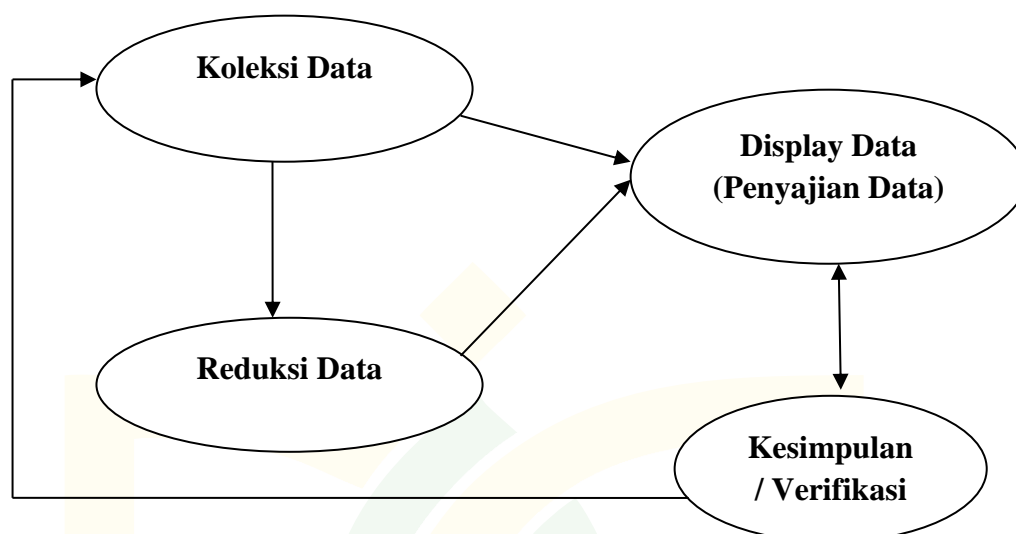 Koleksi Data
Display Data
(Penyajian Data)
Reduksi Data
Kesimpulan
/ Verifikasi